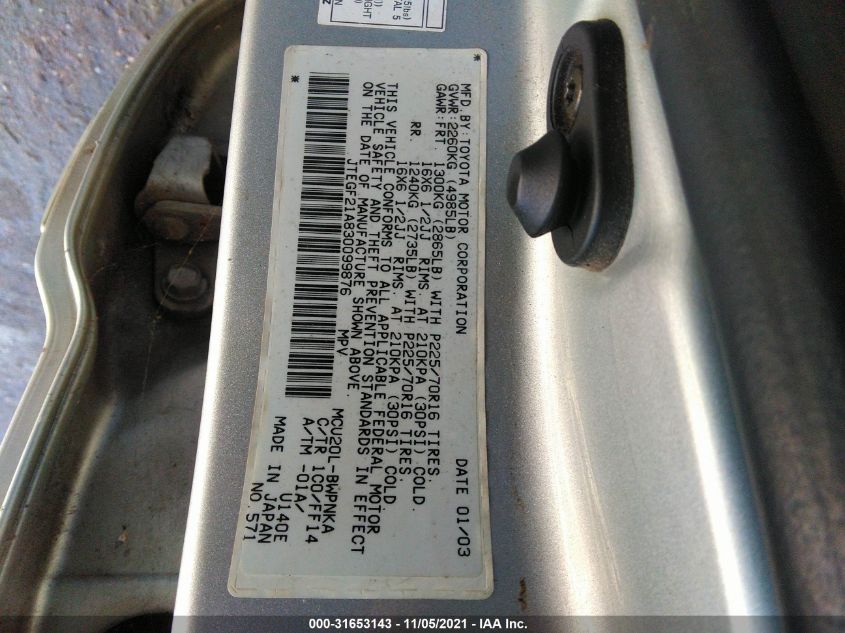 MFD.BY:TOYOTA MOTOR CORPORATION DATE 01/03
GVWR:2260KG (4985LB)
GAWR:FRT. 1300KG (2865LB) WITH P225/70R16 TIRES.
16X6 1/2JJ RIMS. AT 210KPA (30PSI) COLD.
RR. 1240KG (2735LB) WITH P225/70R16 TIRES.
16X6 1/2JJ RIMS. AT 210KPA (30PSI) COLD.
THIS VEHICLE CONFORMS TO ALL APPLICABLE FEDERAL MOTOR
VEHICLE SAFETY AND THEFT PREVENTION STANDARDS IN EFFECT
ON THE DATE OF MANUFACTURE SHOWN ABOVE.
JTEGF21A830099876 MPV
* *
MCU20L-BWPNKA
C/TR 1C0/FF14
A/TM -01A/ U140E
MADE IN JAPAN
NO.571
000-31653143 - 11/05/2021 - IAA Inc.